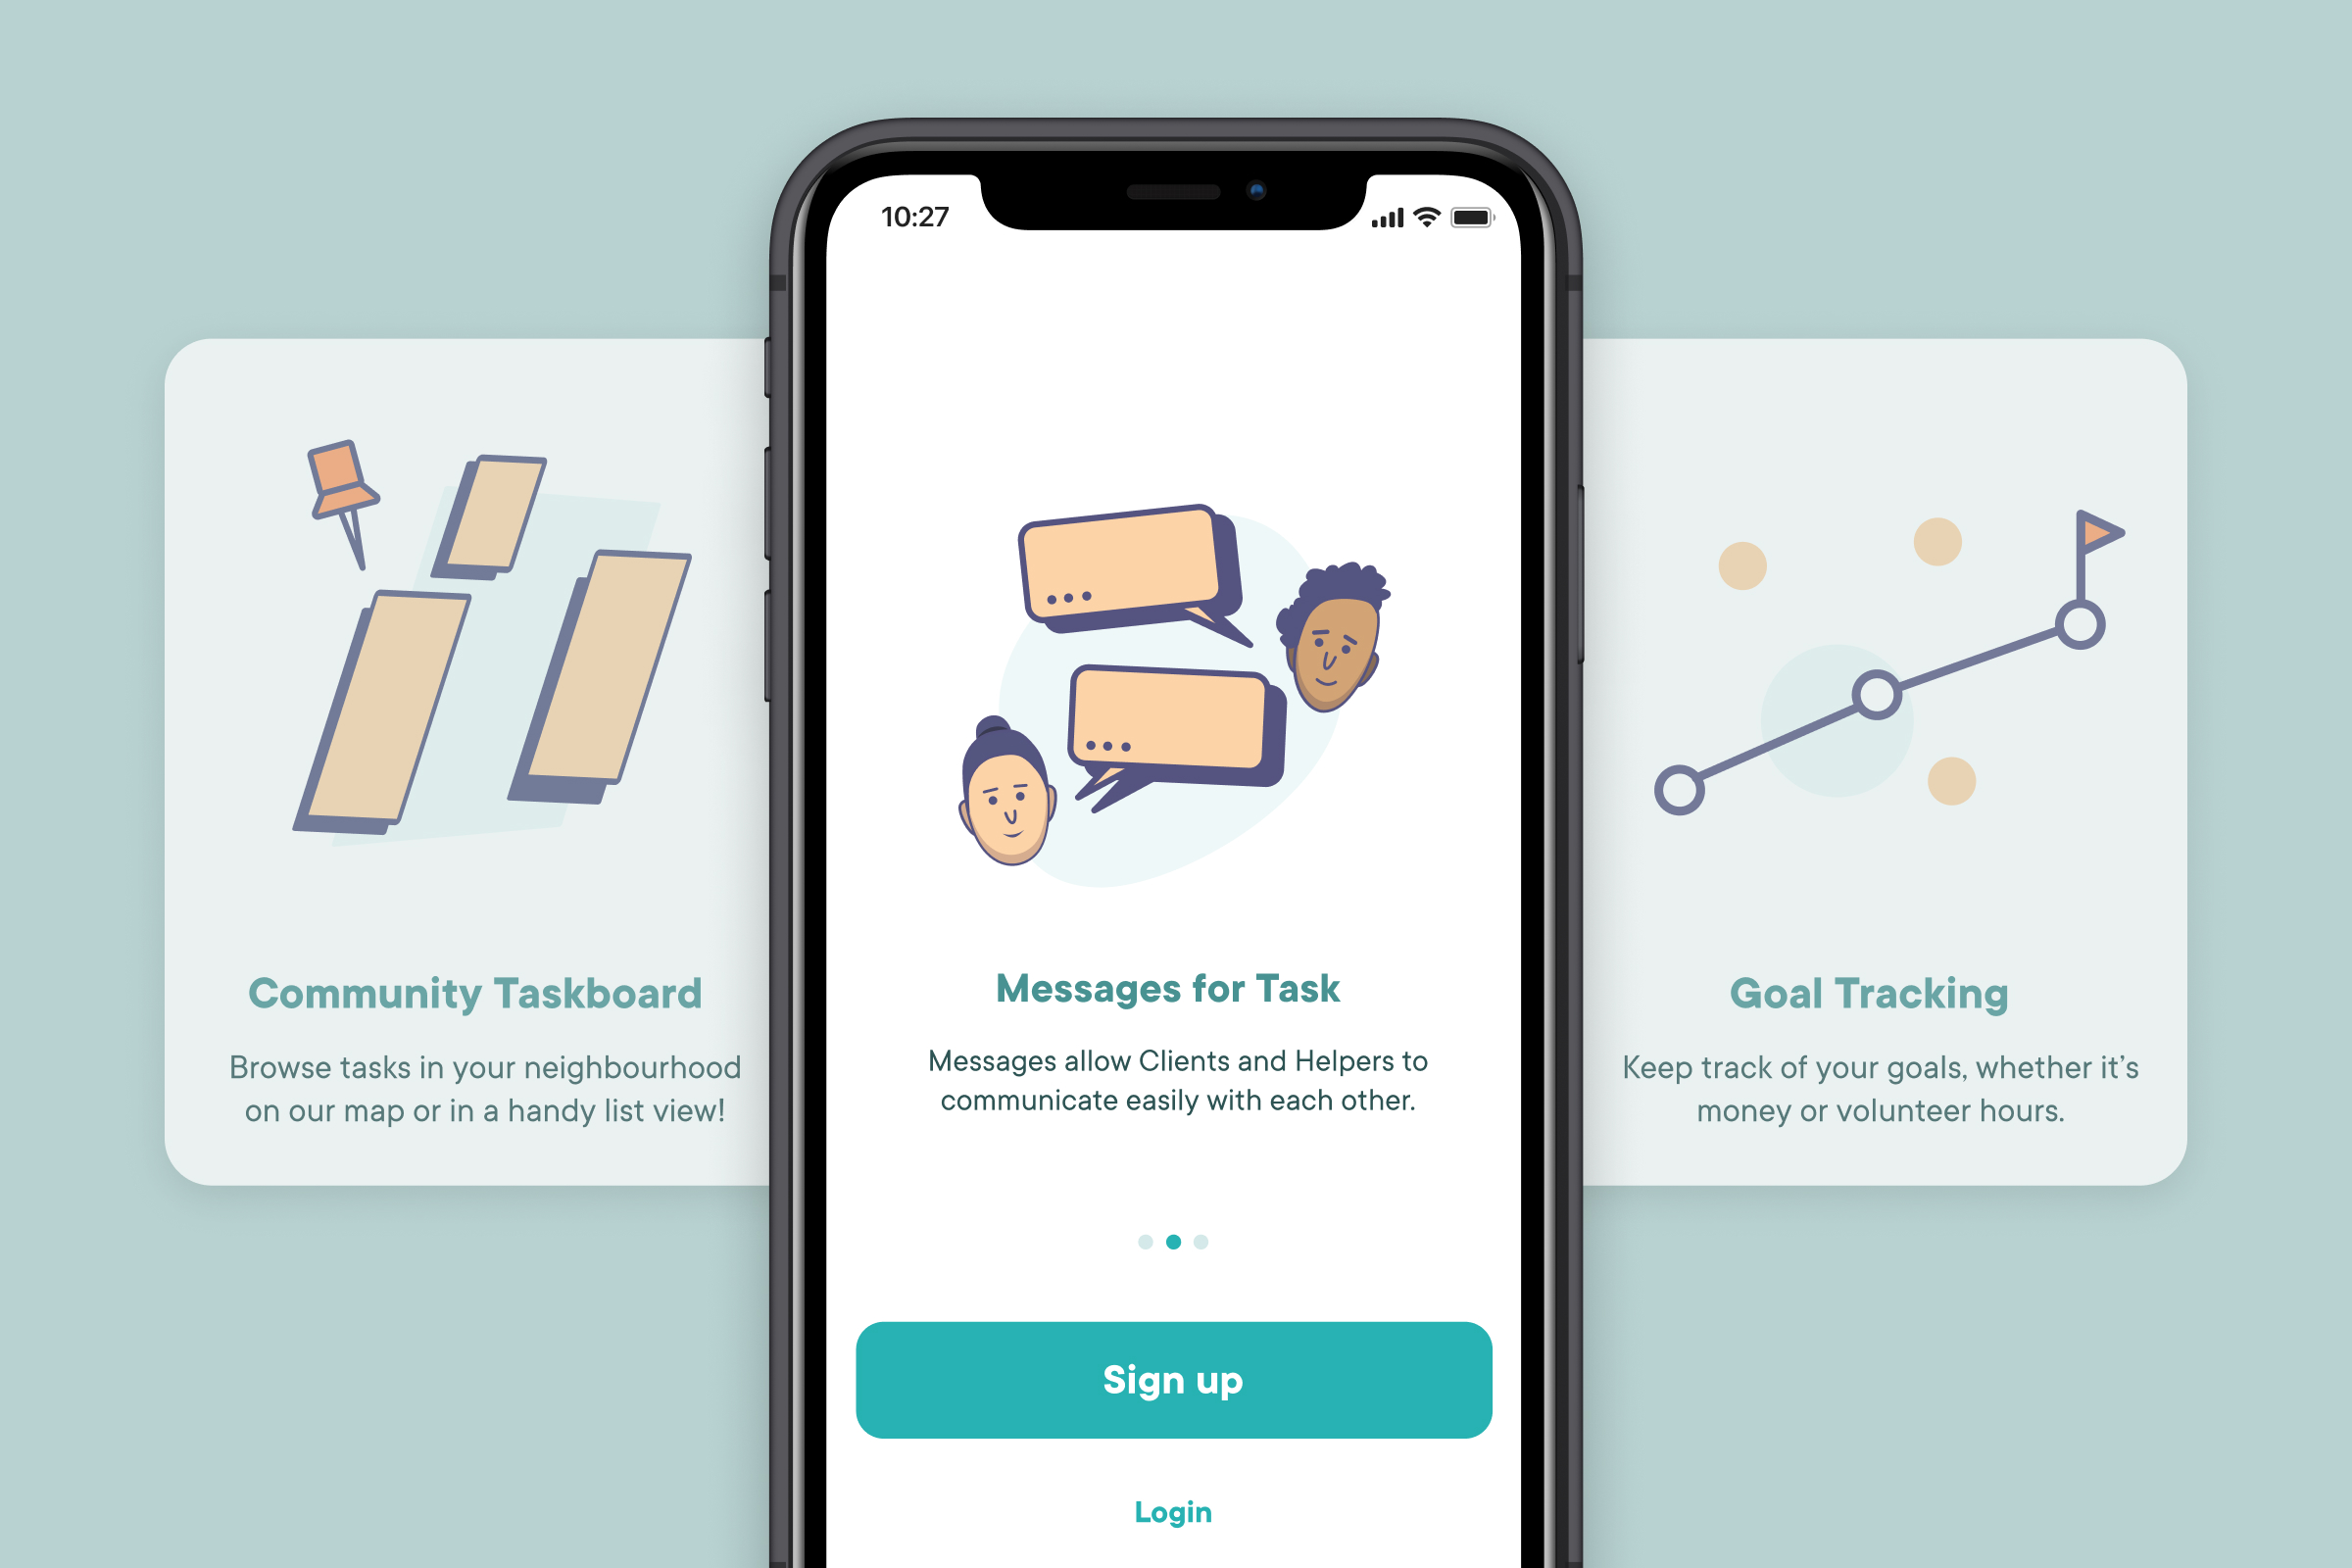 10:27
Community Taskboard
Browse tasks in your neighbourhood
on our map or in a handy list view!
Messages for Task
Messages allow Clients and Helpers to
communicate easily with each other.
Sign up
Login
Goal Tracking
Keep track of your goals, whether it’s
money or volunteer hours.